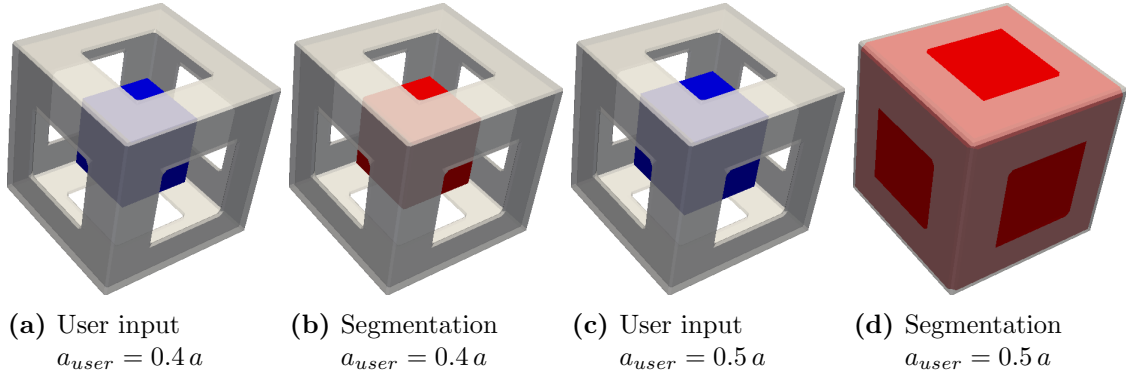 (a) User input
a_user = 0.4 a
(b) Segmentation
a_user = 0.4 a
(c) User input
a_user = 0.5 a
(d) Segmentation
a_user = 0.5 a